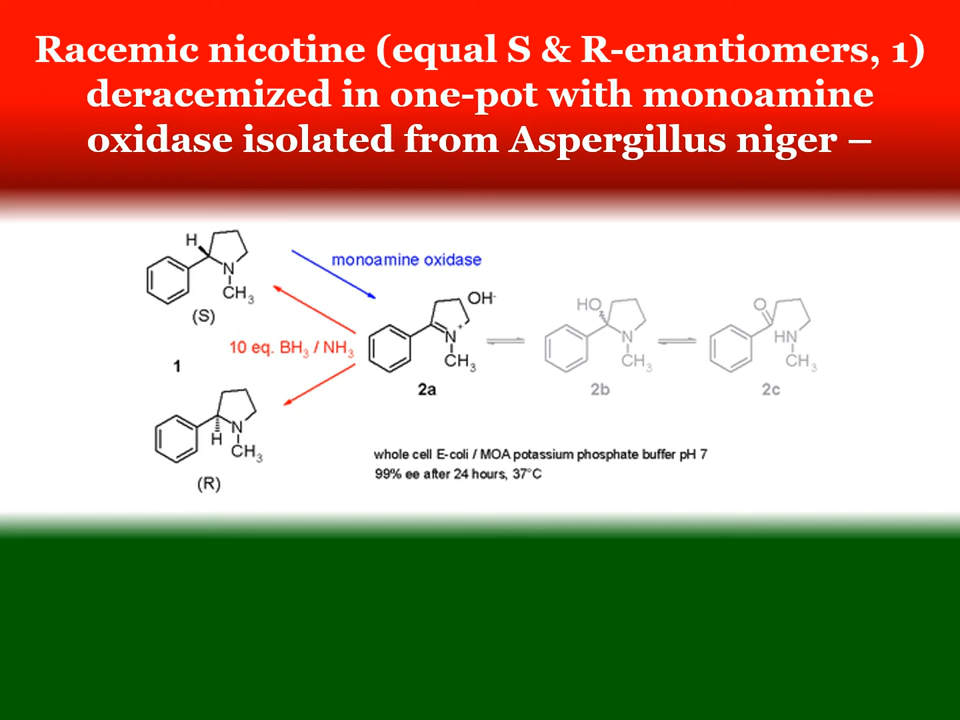 Racemic nicotine (equal S & R-enantiomers, 1)
deracemized in one-pot with monoamine
oxidase isolated from Aspergillus niger –
H
N
CH3
(S)
monoamine oxidase
OH-
N+
CH3
2a
HO
N
CH3
2b
O
HN
CH3
2c
10 eq. BH3 / NH3
1
H
N
CH3
(R)
whole cell E-coli / MOA potassium phosphate buffer pH 7
99% ee after 24 hours, 37°C